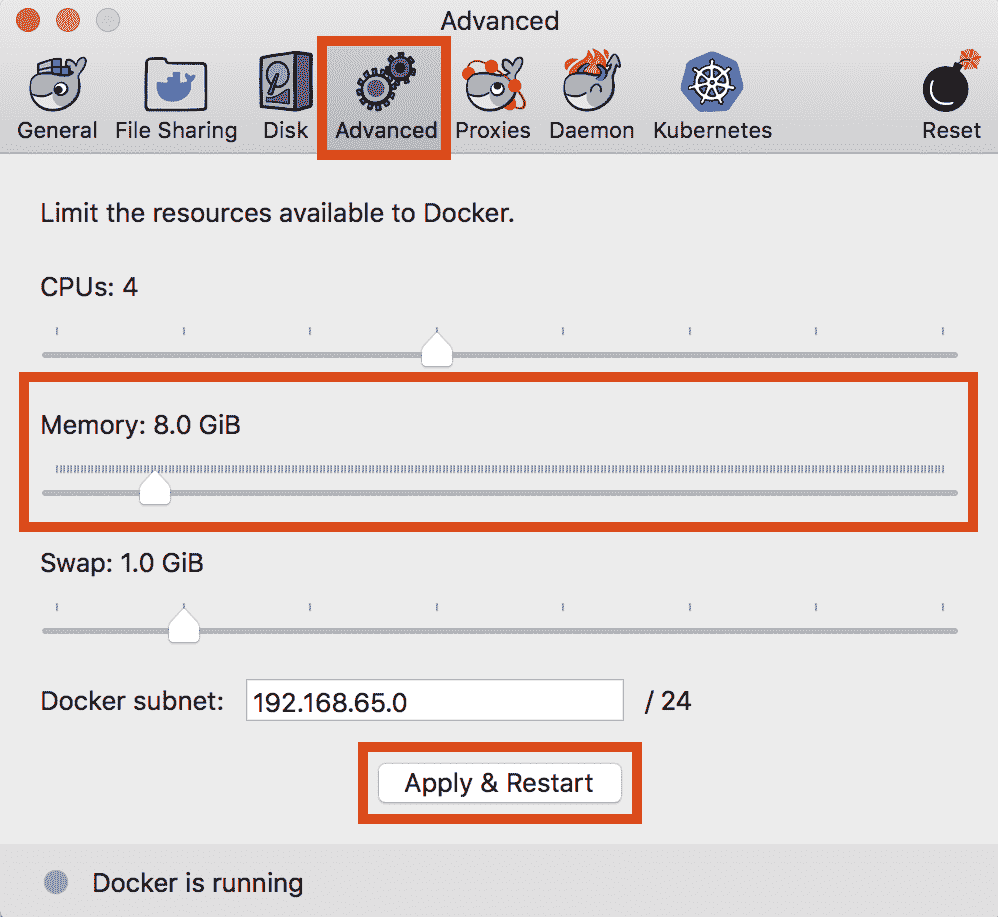 Advanced
General File Sharing Disk Advanced Proxies Daemon Kubernetes Reset
Limit the resources available to Docker.
CPUs: 4
Memory: 8.0 GiB
Swap: 1.0 GiB
Docker subnet: 192.168.65.0 / 24
Apply & Restart
Docker is running